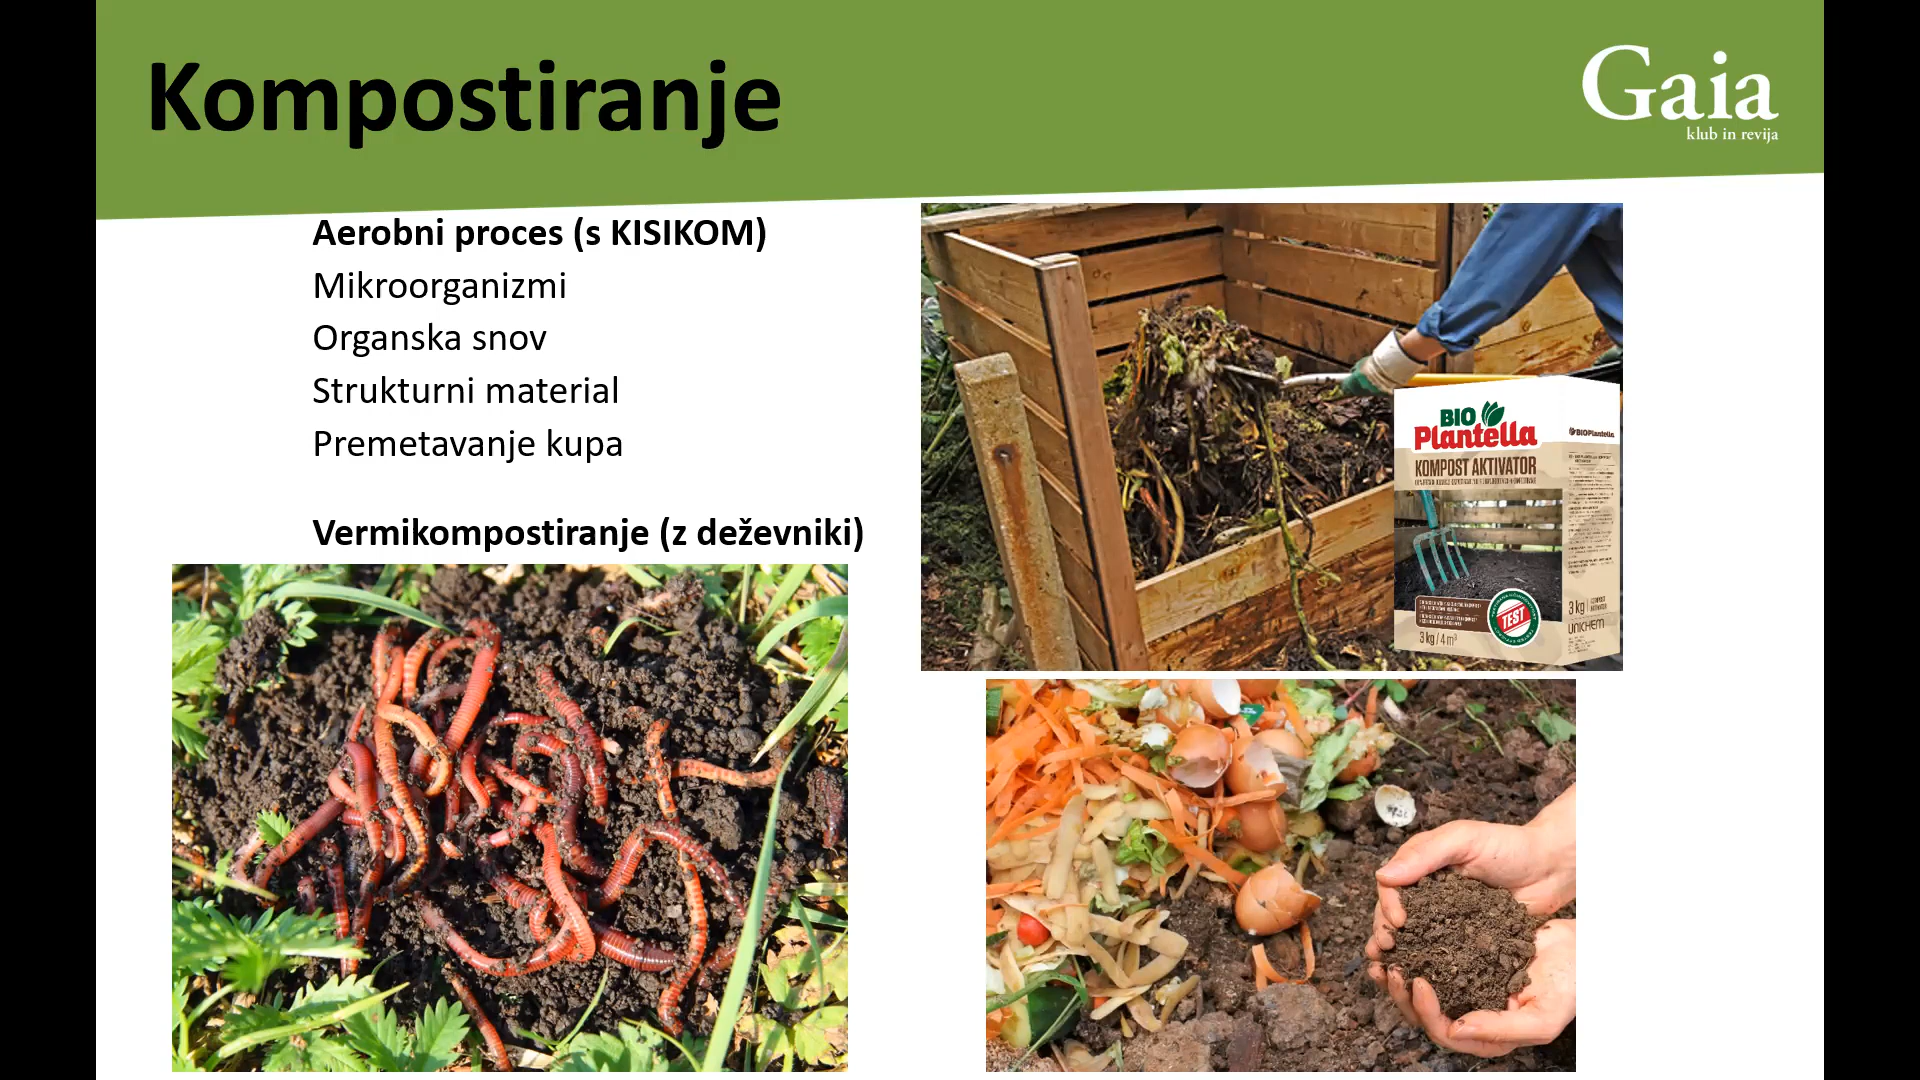 Kompostiranje
Gaia
klub in revija
Aerobni proces (s KISIKOM)
Mikroorganizmi
Organska snov
Strukturni material
Premetavanje kupa
Vermikompostiranje (z deževniki)
BIO
Plantella
KOMPOST AKTIVATOR
BIOPlantella
TEST
3 kg / 4 m³
3 kg
UNICHEM